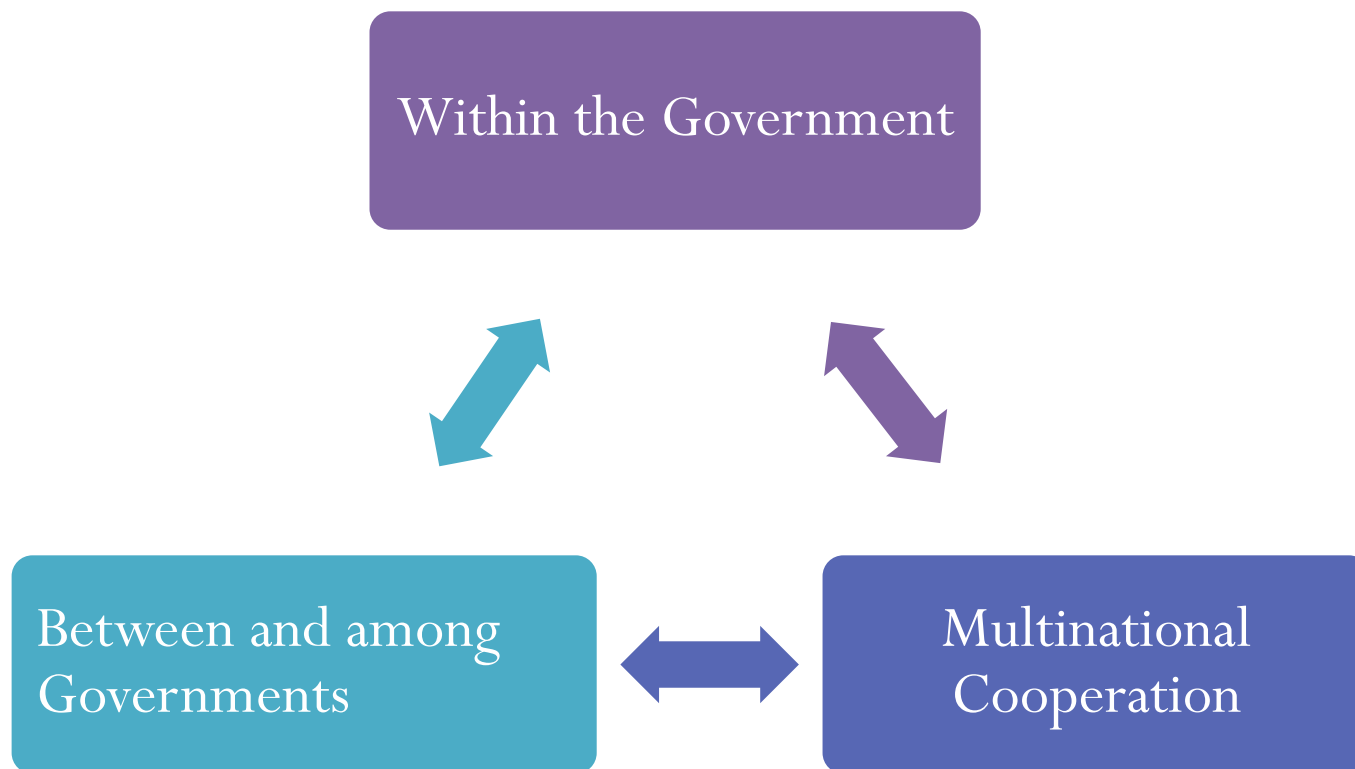 Within the Government
Between and among
Governments
Multinational
Cooperation